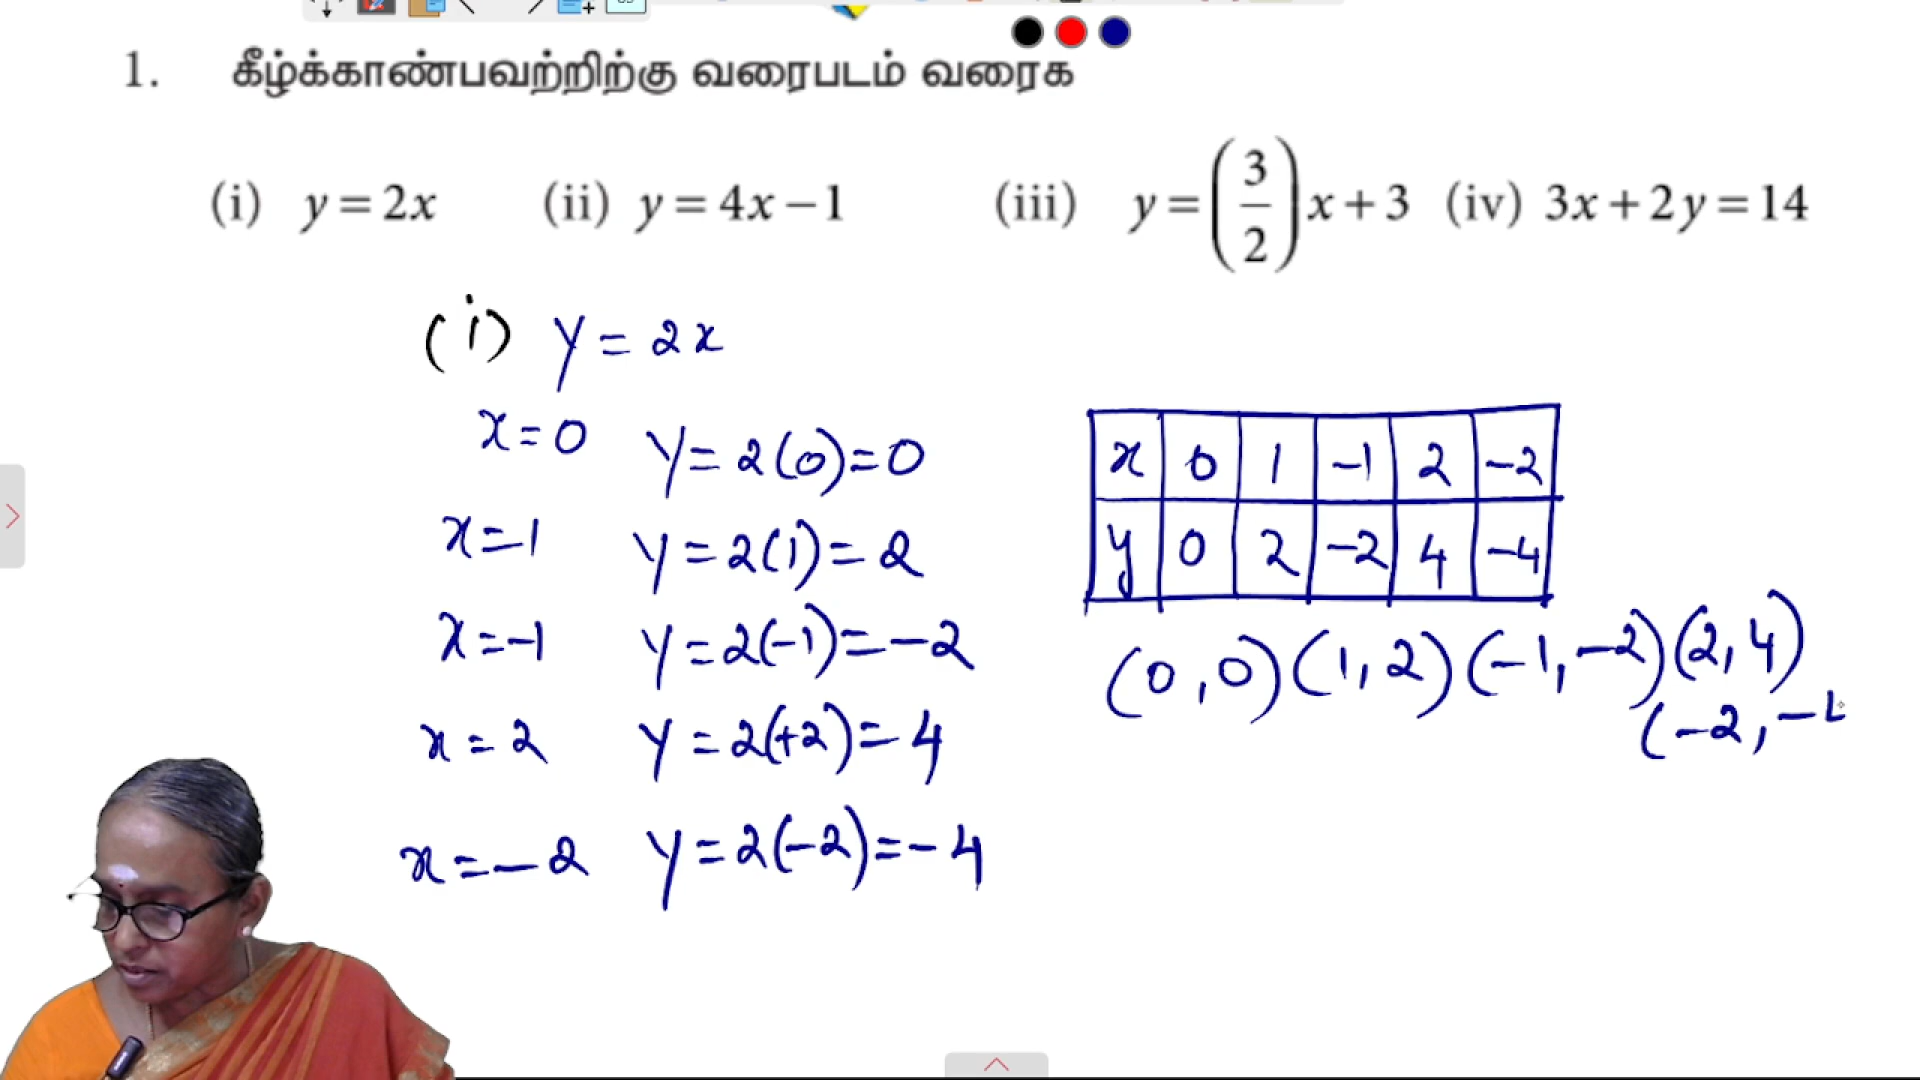 1. கீழ்க்காண்பவற்றிற்கு வரைபடம் வரைக
(i) y = 2x (ii) y = 4x − 1 (iii) y = (3/2) x + 3 (iv) 3x + 2y = 14
(i) y = 2x
x = 0 y = 2(0) = 0
x = 1 y = 2(1) = 2
x = −1 y = 2(−1) = −2
x = 2 y = 2(+2) = 4
x = −2 y = 2(−2) = −4
x 0 1 −1 2 −2
y 0 2 −2 4 −4
(0, 0) (1, 2) (−1, −2) (2, 4)
(−2, −